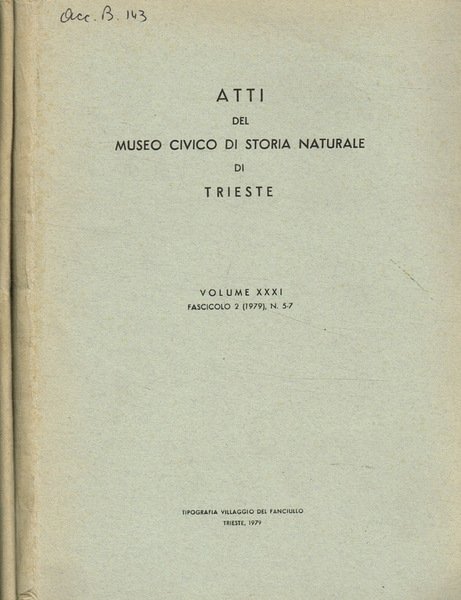 Acc. B. 143
ATTI
DEL
MUSEO CIVICO DI STORIA NATURALE
DI
TRIESTE
VOLUME XXXI
FASCICOLO 2 (1979), N. 5-7
TIPOGRAFIA VILLAGGIO DEL FANCIULLO
TRIESTE, 1979